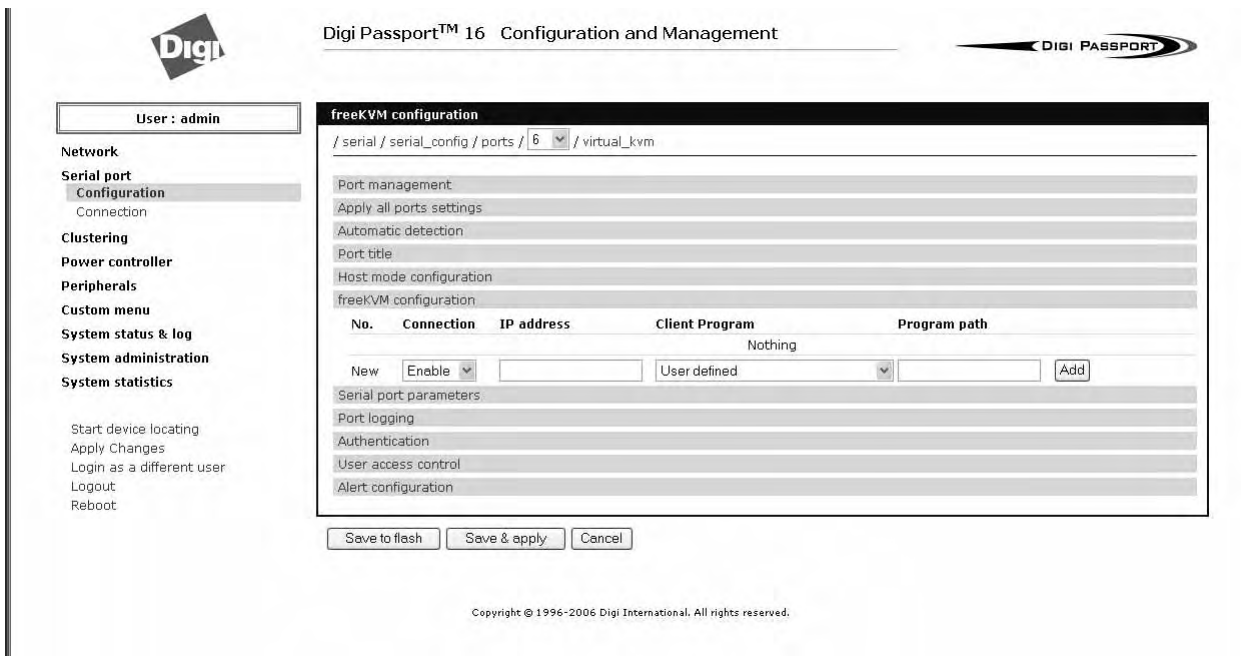 Digi
Digi Passport™ 16 Configuration and Management
DIGI PASSPORT
User : admin
Network
Serial port
Configuration
Connection
Clustering
Power controller
Peripherals
Custom menu
System status & log
System administration
System statistics
Start device locating
Apply Changes
Login as a different user
Logout
Reboot
freeKVM configuration
/ serial / serial_config / ports / 6 / virtual_kvm
Port management
Apply all ports settings
Automatic detection
Port title
Host mode configuration
freeKVM configuration
No. Connection IP address Client Program Program path
Nothing
New Enable User defined Add
Serial port parameters
Port logging
Authentication
User access control
Alert configuration
Save to flash Save & apply Cancel
Copyright © 1996-2006 Digi International. All rights reserved.